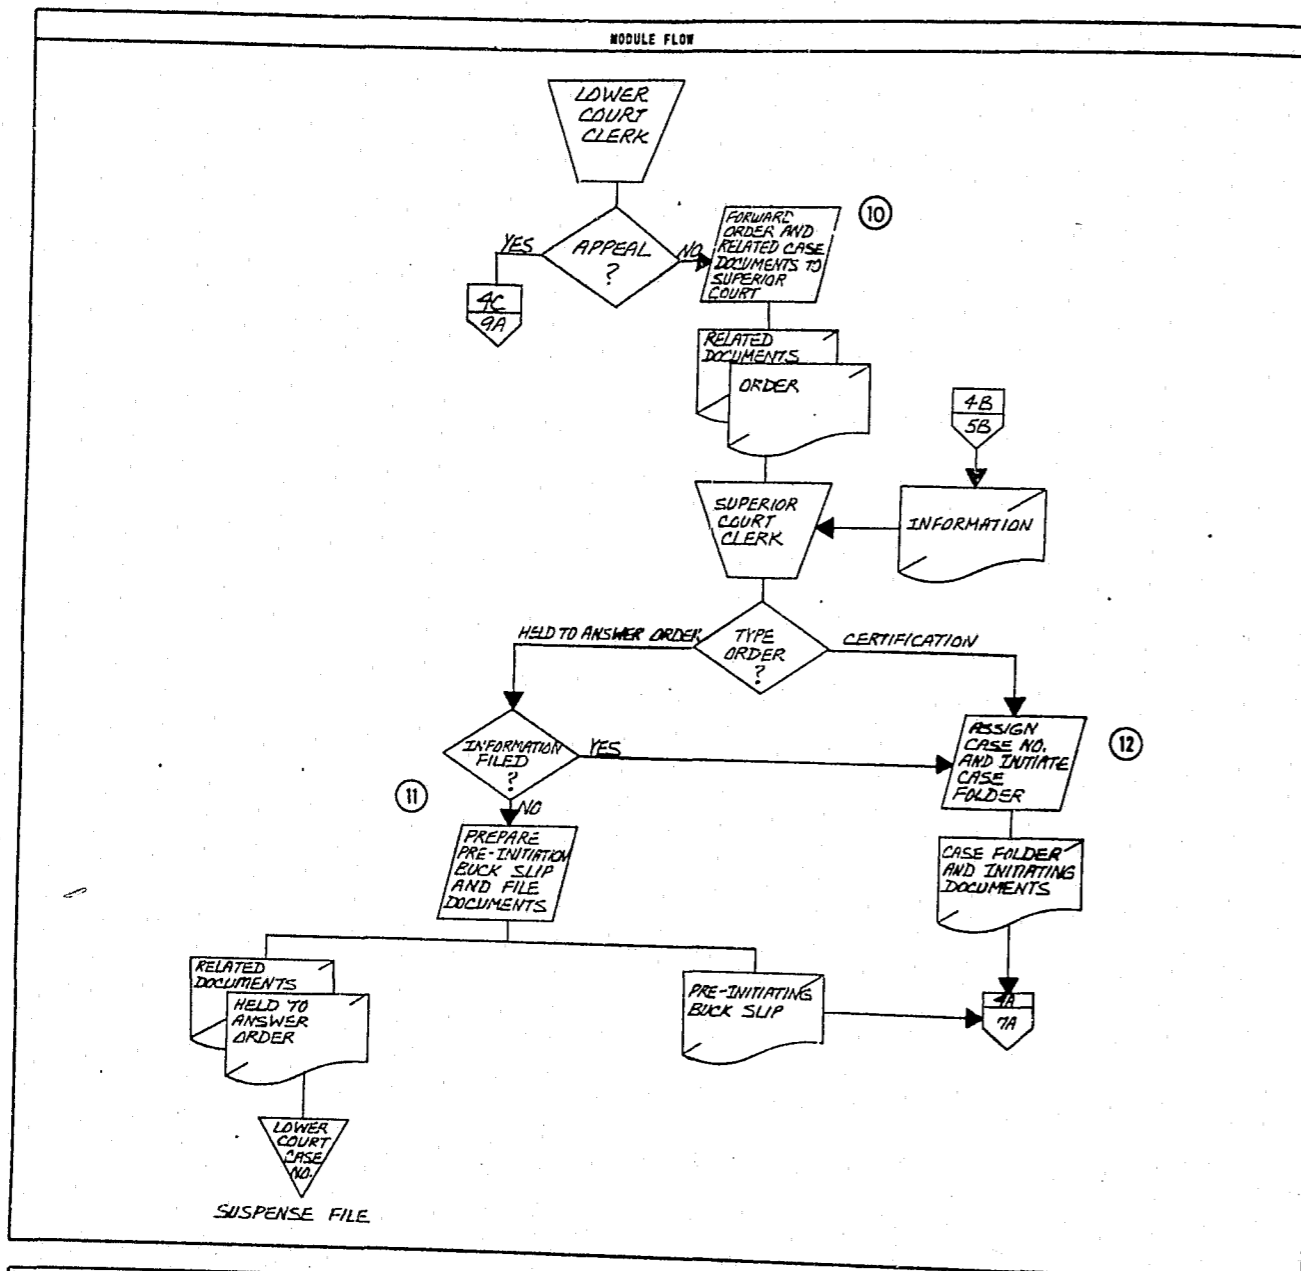 MODULE FLOW
LOWER
COURT
CLERK
APPEAL
?
YES
NO
4C
9A
10
FORWARD
ORDER AND
RELATED CASE
DOCUMENTS TO
SUPERIOR
COURT
RELATED
DOCUMENTS
ORDER
4B
5B
INFORMATION
SUPERIOR
COURT
CLERK
TYPE
ORDER
?
HELD TO ANSWER ORDER
CERTIFICATION
INFORMATION
FILED
?
YES
NO
11
PREPARE
PRE-INITIATION
BUCK SLIP
AND FILE
DOCUMENTS
ASSIGN
CASE NO.
AND INITIATE
CASE
FOLDER
12
CASE FOLDER
AND INITIATING
DOCUMENTS
RELATED
DOCUMENTS
HELD TO
ANSWER
ORDER
PRE-INITIATING
BUCK SLIP
4A
7A
LOWER
COURT
CASE
NO.
SUSPENSE FILE